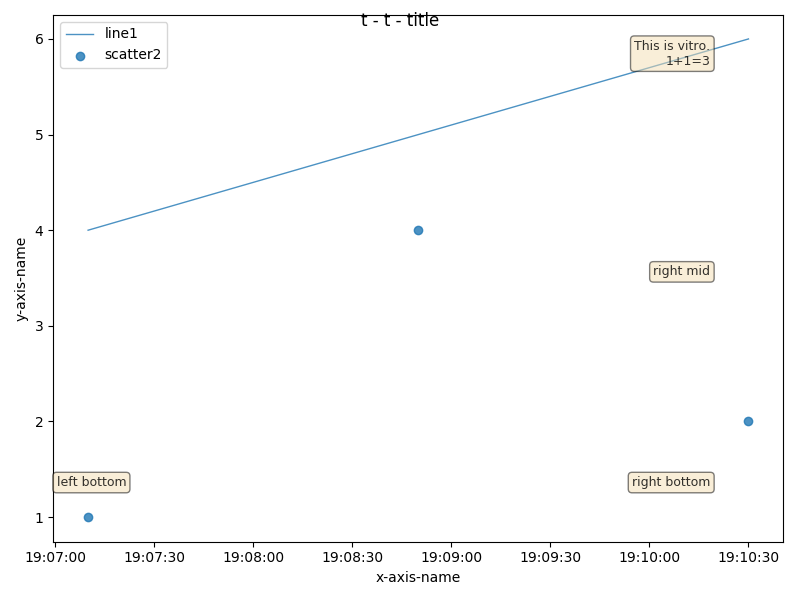 t - t - title
line1
scatter2
This is vitro.
1+1=3
right mid
left bottom
right bottom
y-axis-name
6
5
4
3
2
1
19:07:00 19:07:30 19:08:00 19:08:30 19:09:00 19:09:30 19:10:00 19:10:30
x-axis-name